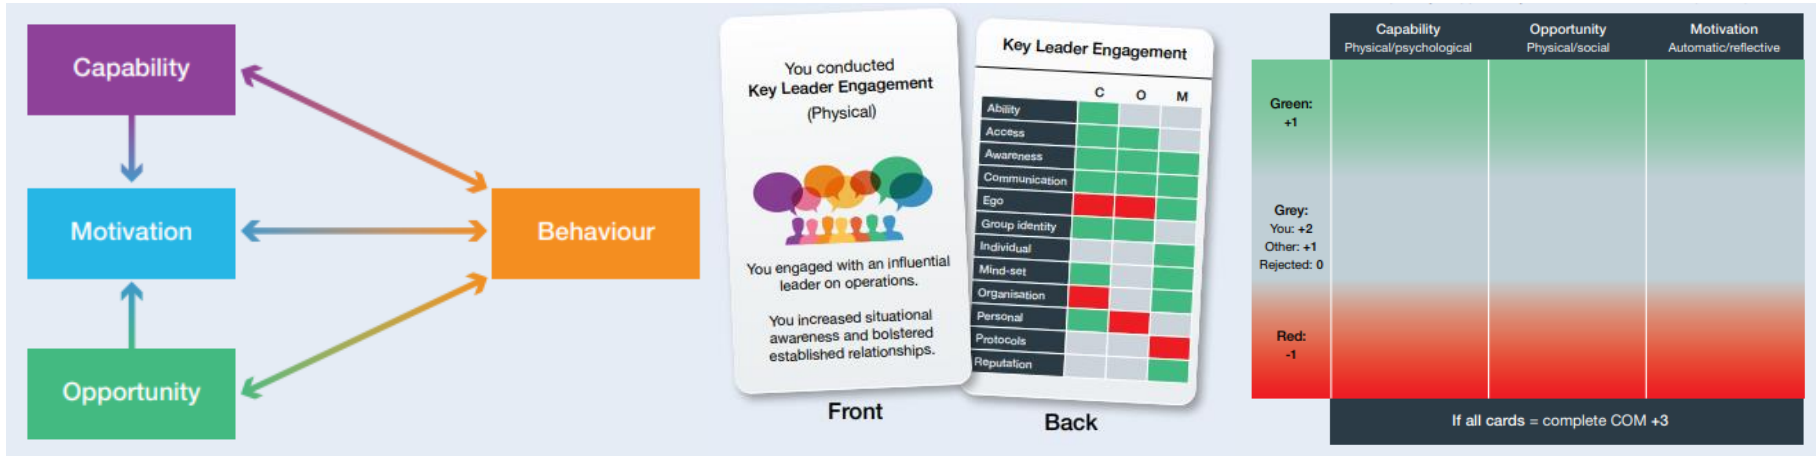 Capability
Motivation
Behaviour
Opportunity
You conducted
Key Leader Engagement
(Physical)
You engaged with an influential
leader on operations.
You increased situational
awareness and bolstered
established relationships.
Front
Key Leader Engagement
C O M
Ability
Access
Awareness
Communication
Ego
Group identity
Individual
Mind-set
Organisation
Personal
Protocols
Reputation
Back
Capability Opportunity Motivation
Physical/psychological Physical/social Automatic/reflective
Green:
+1
Grey:
You: +2
Other: +1
Rejected: 0
Red:
-1
If all cards = complete COM +3